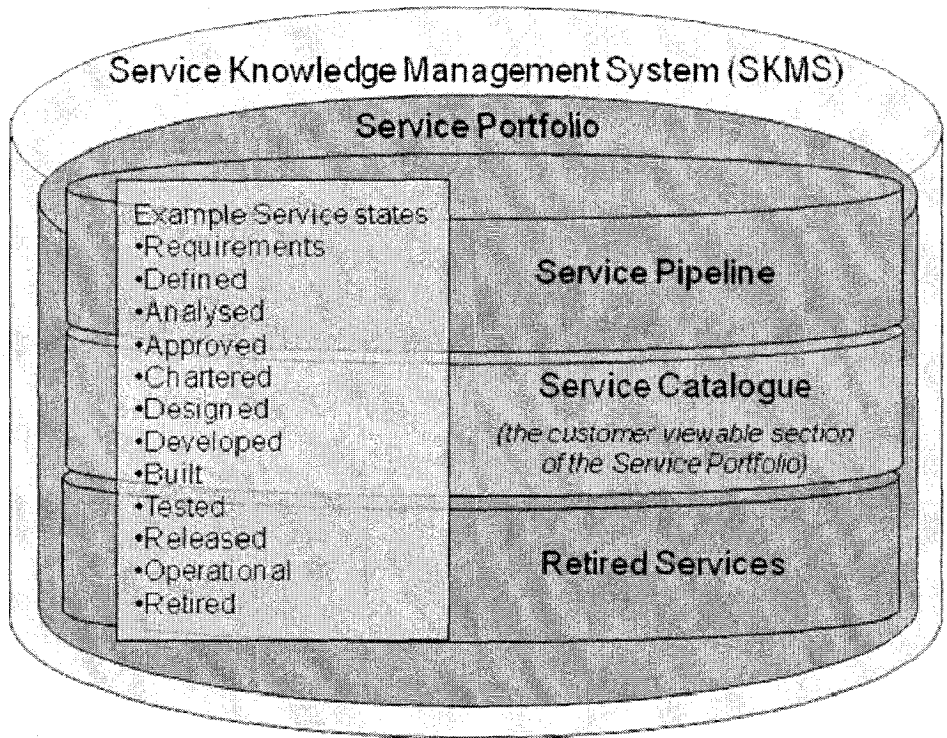 Service Knowledge Management System (SKMS)
Service Portfolio
Example Service states
•Requirements
•Defined
•Analysed
•Approved
•Chartered
•Designed
•Developed
•Built
•Tested
•Released
•Operational
•Retired
Service Pipeline
Service Catalogue
(the customer viewable section
of the Service Portfolio)
Retired Services